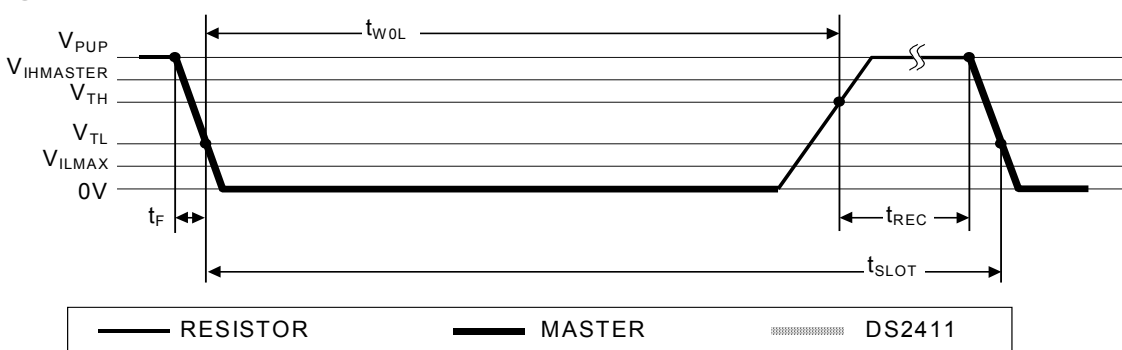 tW0L
VPUP
VIHMASTER
VTH
VTL
VILMAX
0V
tF
tREC
tSLOT
RESISTOR MASTER DS2411